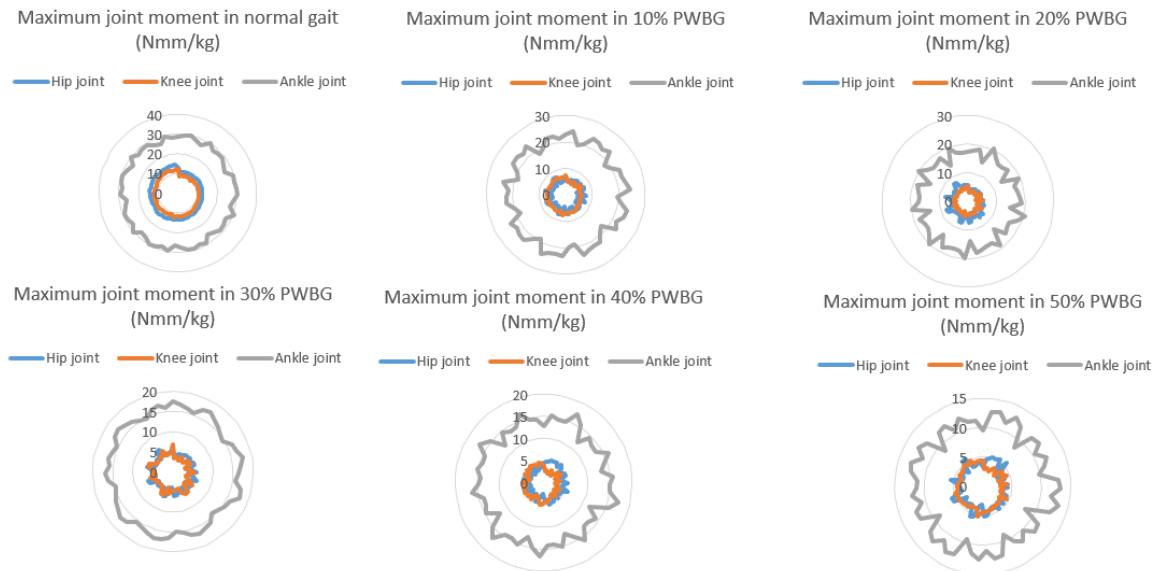 Maximum joint moment in normal gait
(Nmm/kg)
Hip joint Knee joint Ankle joint
40
30
20
10
0
Maximum joint moment in 10% PWBG
(Nmm/kg)
Hip joint Knee joint Ankle joint
30
20
10
0
Maximum joint moment in 20% PWBG
(Nmm/kg)
Hip joint Knee joint Ankle joint
30
20
10
0
Maximum joint moment in 30% PWBG
(Nmm/kg)
Hip joint Knee joint Ankle joint
20
15
10
5
0
Maximum joint moment in 40% PWBG
(Nmm/kg)
Hip joint Knee joint Ankle joint
20
15
10
5
0
Maximum joint moment in 50% PWBG
(Nmm/kg)
Hip joint Knee joint Ankle joint
15
10
5
0